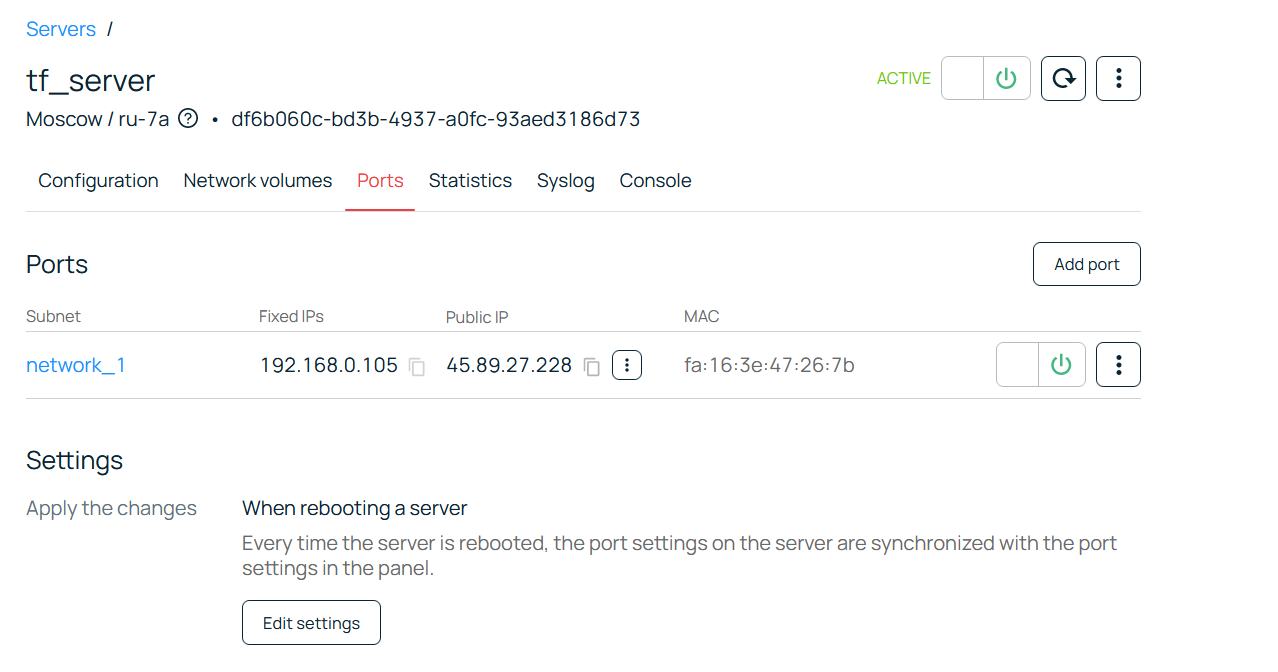 Servers /
tf_server
ACTIVE
Moscow / ru-7a ? • df6b060c-bd3b-4937-a0fc-93aed3186d73
Configuration Network volumes Ports Statistics Syslog Console
Ports
Add port
Subnet Fixed IPs Public IP MAC
network_1 192.168.0.105 45.89.27.228 fa:16:3e:47:26:7b
Settings
Apply the changes When rebooting a server
Every time the server is rebooted, the port settings on the server are synchronized with the port
settings in the panel.
Edit settings